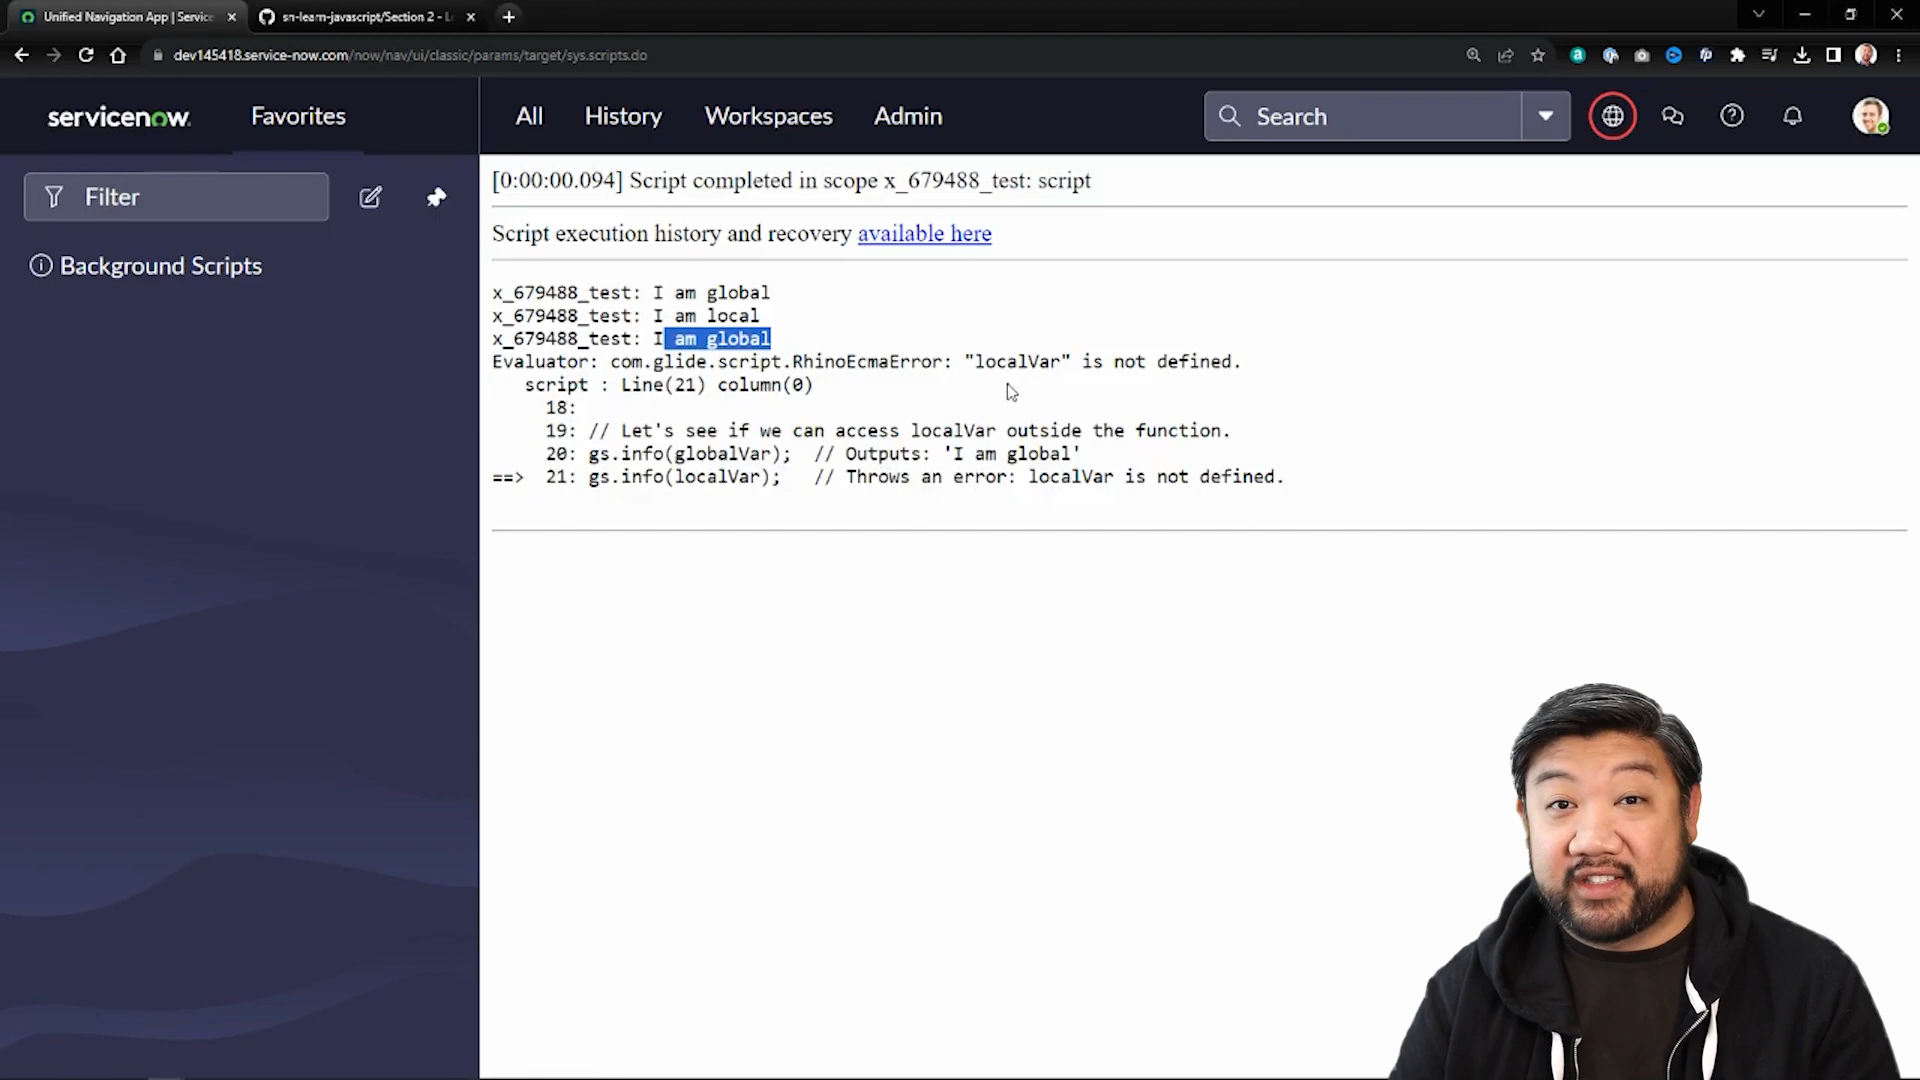 Unified Navigation App | Service
sn-learn-javascript/Section 2 - L
dev145418.service-now.com/now/nav/ui/classic/params/target/sys.scripts.do
servicenow
Favorites
All
History
Workspaces
Admin
Search
Filter
Background Scripts
[0:00:00.094] Script completed in scope x_679488_test: script
Script execution history and recovery available here
x_679488_test: I am global
x_679488_test: I am local
x_679488_test: I am global
Evaluator: com.glide.script.RhinoEcmaError: "localVar" is not defined.
script : Line(21) column(0)
18:
19: // Let's see if we can access localVar outside the function.
20: gs.info(globalVar);  // Outputs: 'I am global'
==> 21: gs.info(localVar);   // Throws an error: localVar is not defined.